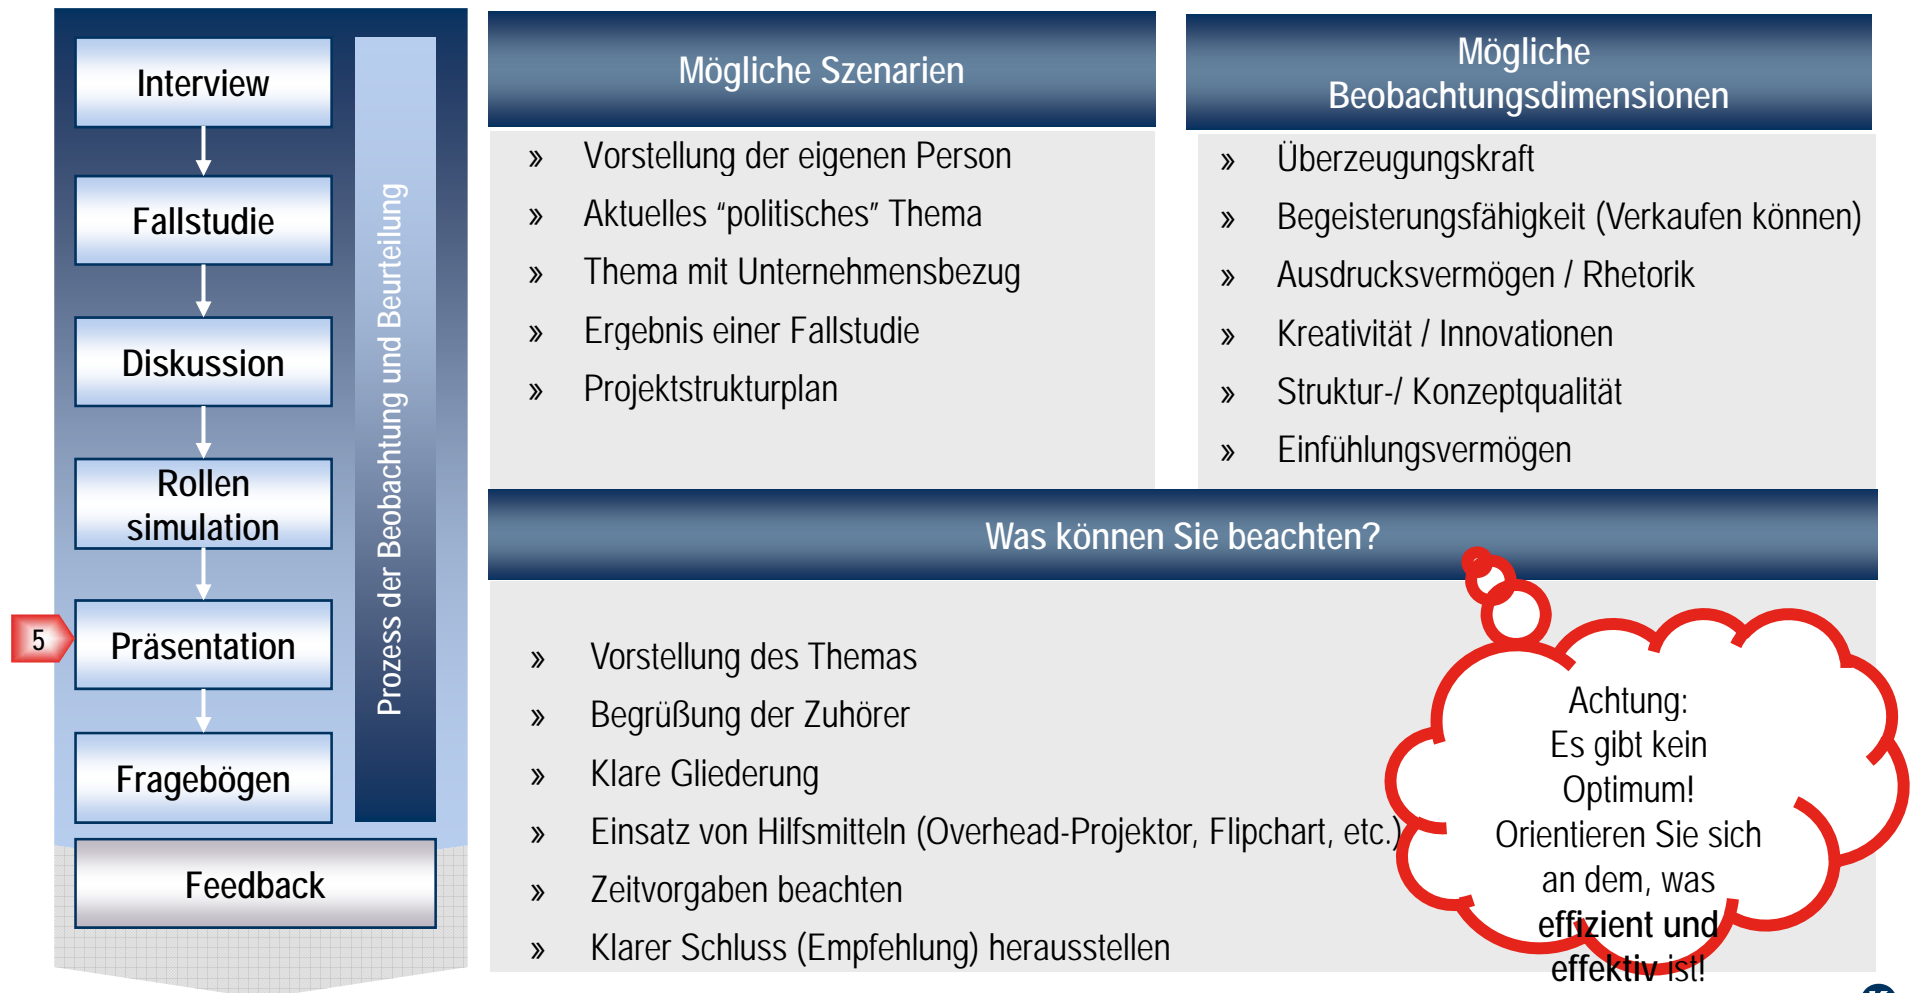 Interview
Fallstudie
Diskussion
Rollen
simulation
5
Präsentation
Fragebögen
Feedback
Prozess der Beobachtung und Beurteilung
Mögliche Szenarien
» Vorstellung der eigenen Person
» Aktuelles “politisches” Thema
» Thema mit Unternehmensbezug
» Ergebnis einer Fallstudie
» Projektstrukturplan
Mögliche
Beobachtungsdimensionen
» Überzeugungskraft
» Begeisterungsfähigkeit (Verkaufen können)
» Ausdrucksvermögen / Rhetorik
» Kreativität / Innovationen
» Struktur-/ Konzeptqualität
» Einfühlungsvermögen
Was können Sie beachten?
» Vorstellung des Themas
» Begrüßung der Zuhörer
» Klare Gliederung
» Einsatz von Hilfsmitteln (Overhead-Projektor, Flipchart, etc.)
» Zeitvorgaben beachten
» Klarer Schluss (Empfehlung) herausstellen
Achtung:
Es gibt kein
Optimum!
Orientieren Sie sich
an dem, was
effizient und
effektiv ist!